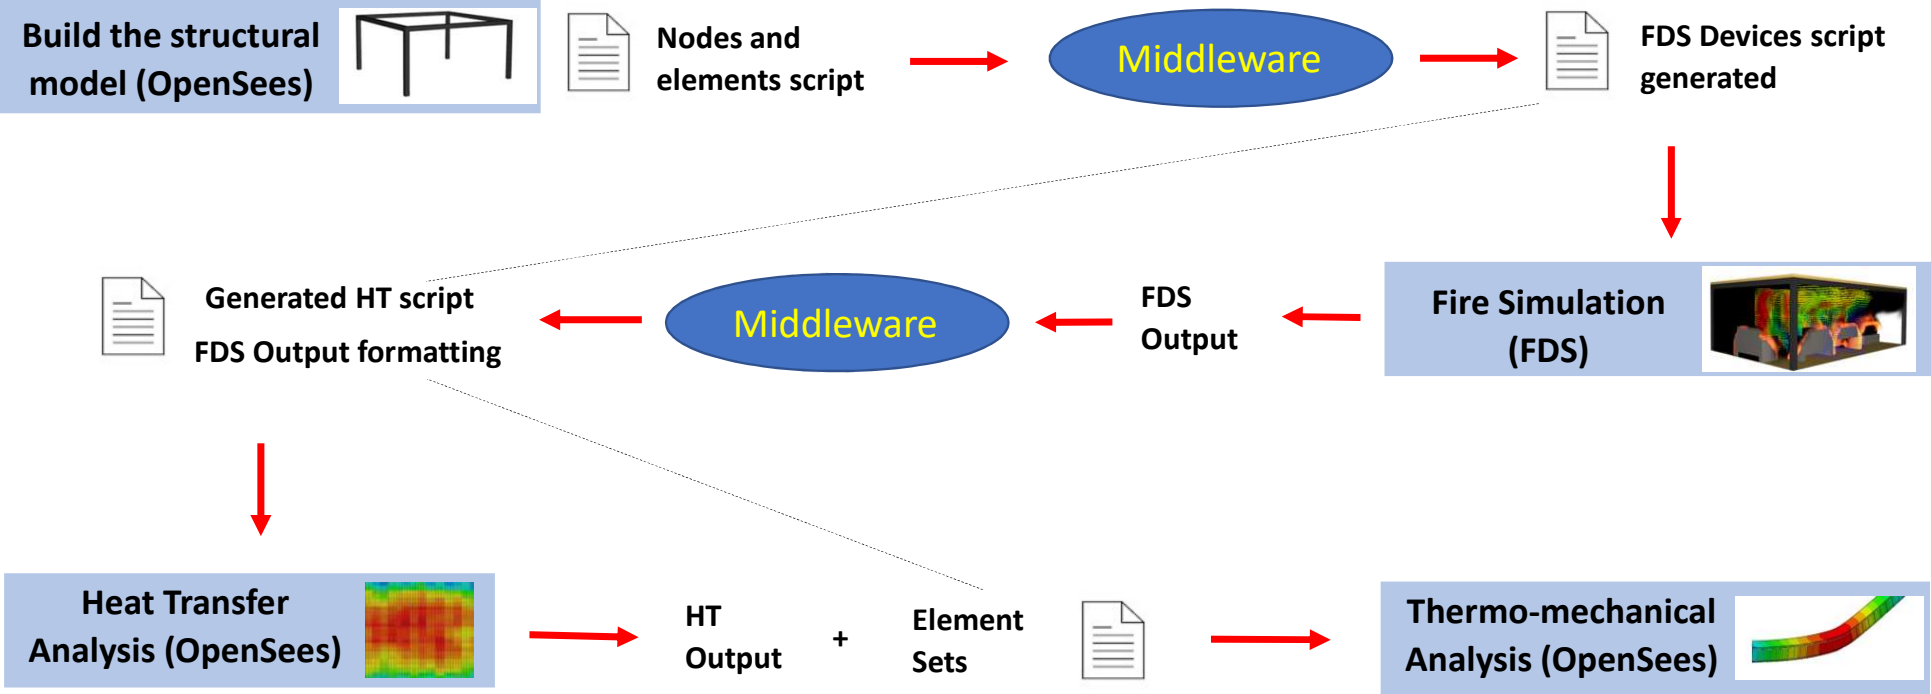 Build the structural
model (OpenSees)
Nodes and
elements script
Middleware
FDS Devices script
generated
Generated HT script
FDS Output formatting
Middleware
FDS
Output
Fire Simulation
(FDS)
Heat Transfer
Analysis (OpenSees)
HT
Output
+
Element
Sets
Thermo-mechanical
Analysis (OpenSees)